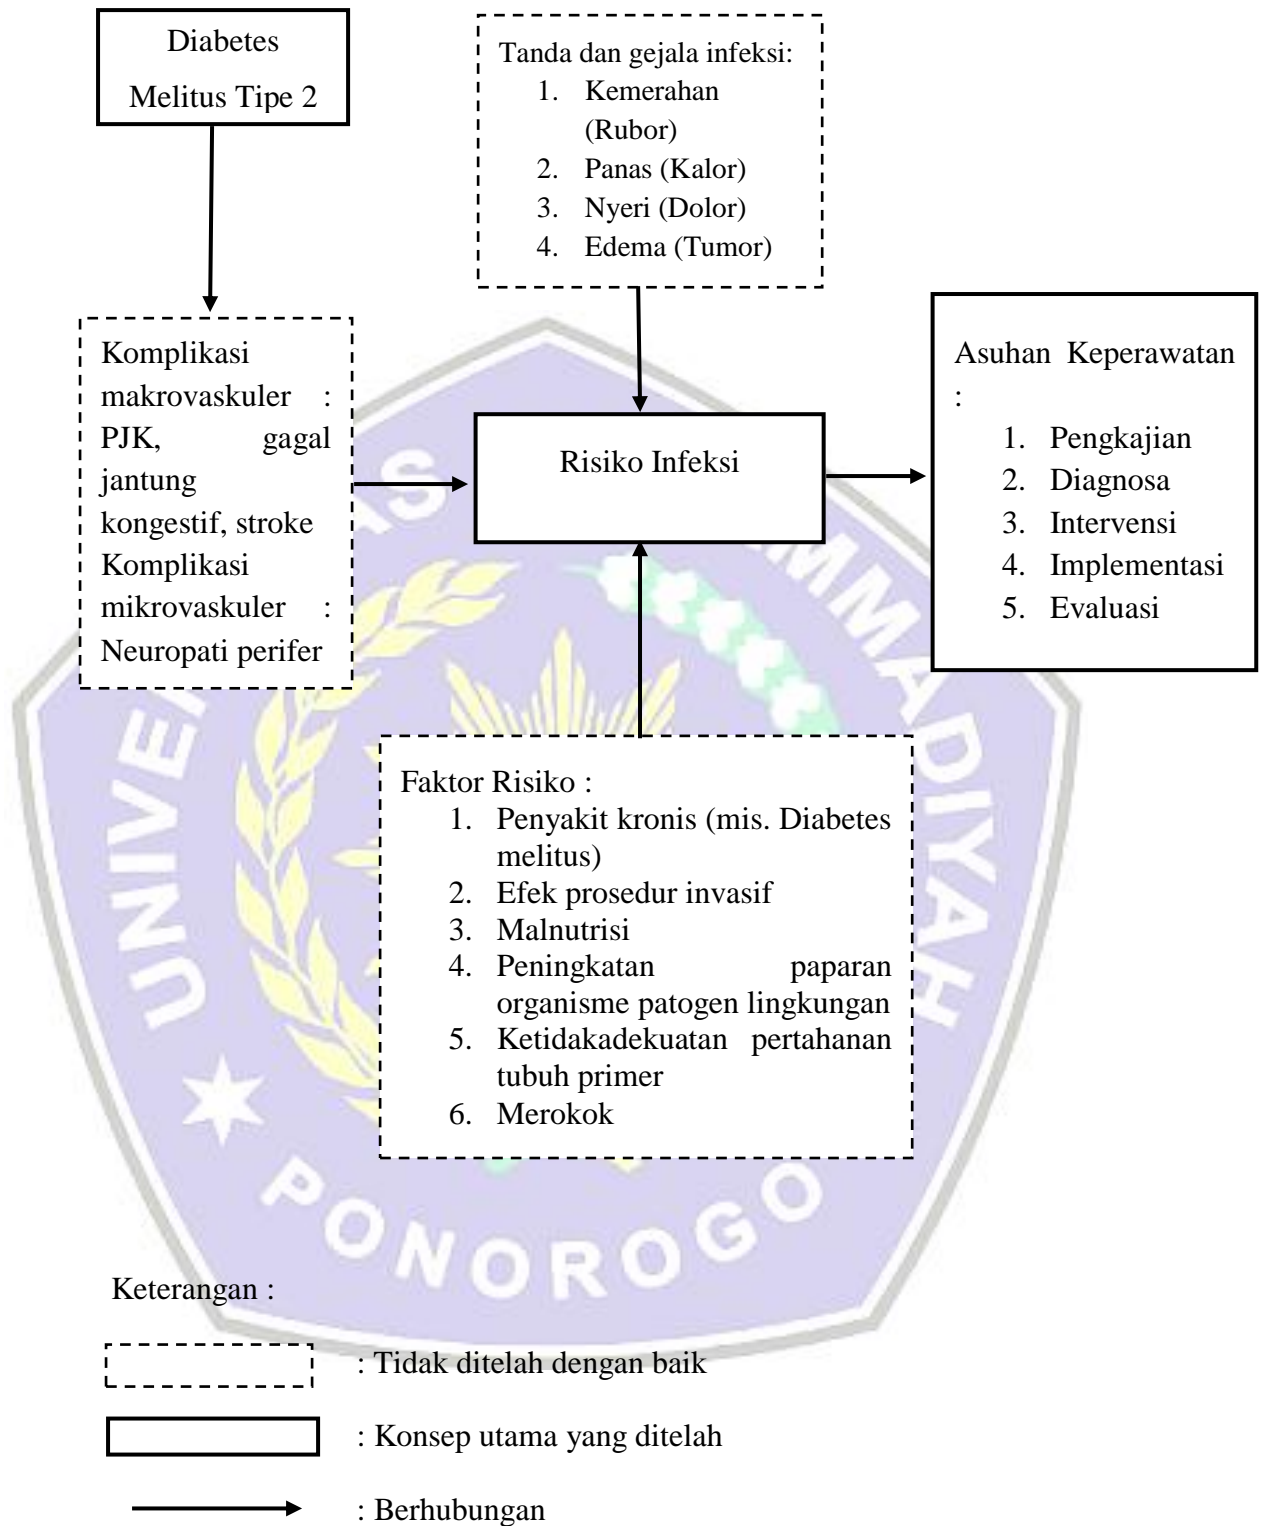 Diabetes
Melitus Tipe 2
Tanda dan gejala infeksi:
1. Kemerahan
(Rubor)
2. Panas (Kalor)
3. Nyeri (Dolor)
4. Edema (Tumor)
Komplikasi
makrovaskuler :
PJK, gagal
jantung
kongestif, stroke
Komplikasi
mikrovaskuler :
Neuropati perifer
Risiko Infeksi
Asuhan Keperawatan
:
1. Pengkajian
2. Diagnosa
3. Intervensi
4. Implementasi
5. Evaluasi
Faktor Risiko :
1. Penyakit kronis (mis. Diabetes
melitus)
2. Efek prosedur invasif
3. Malnutrisi
4. Peningkatan paparan
organisme patogen lingkungan
5. Ketidakadekuatan pertahanan
tubuh primer
6. Merokok
PONOROGO
Keterangan :
: Tidak ditelah dengan baik
: Konsep utama yang ditelah
: Berhubungan